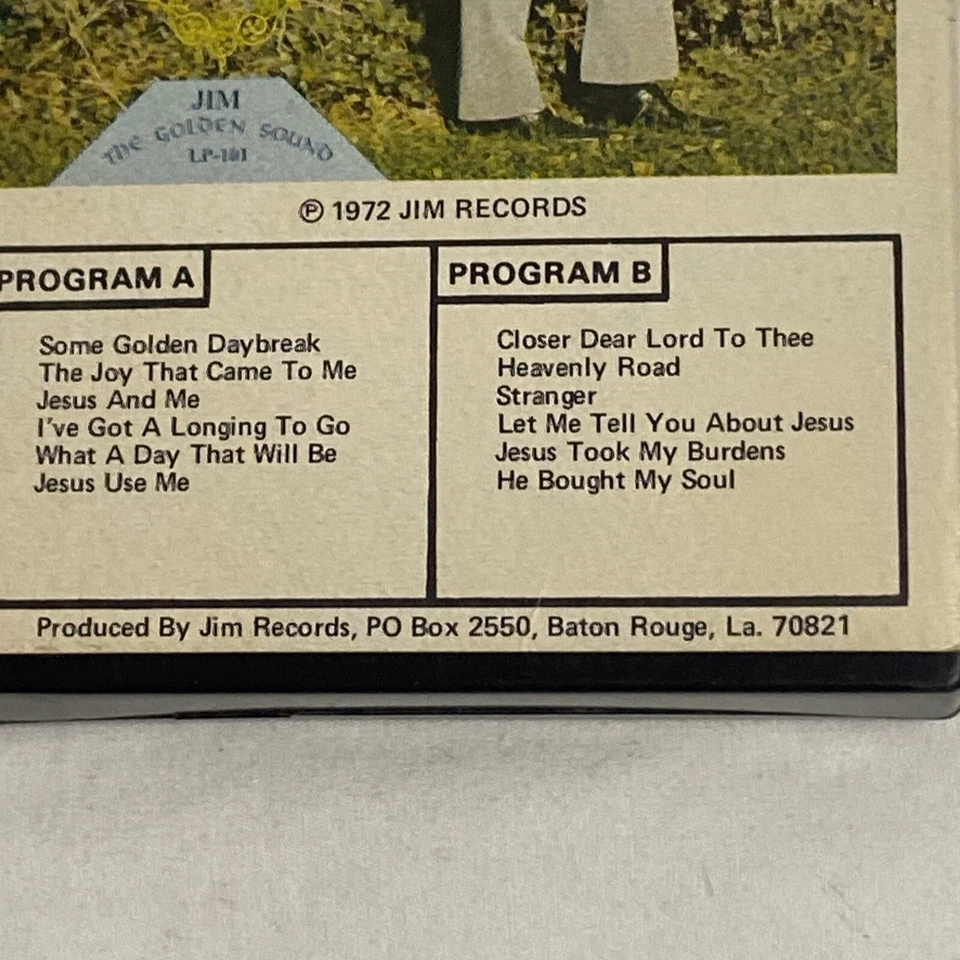 JIM
THE GOLDEN SOUND
LP-101
Ⓟ 1972 JIM RECORDS
PROGRAM A
Some Golden Daybreak
The Joy That Came To Me
Jesus And Me
I've Got A Longing To Go
What A Day That Will Be
Jesus Use Me
PROGRAM B
Closer Dear Lord To Thee
Heavenly Road
Stranger
Let Me Tell You About Jesus
Jesus Took My Burdens
He Bought My Soul
Produced By Jim Records, PO Box 2550, Baton Rouge, La. 70821